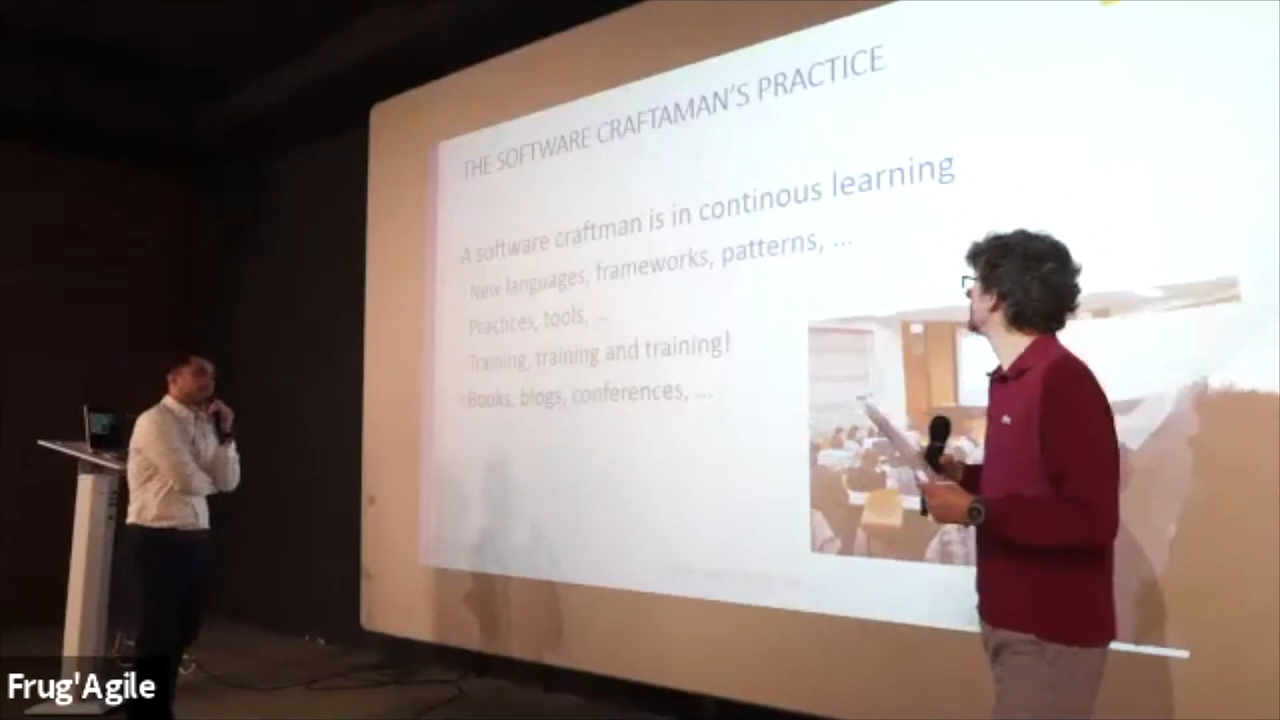 THE SOFTWARE CRAFTAMAN'S PRACTICE
A software craftman is in continous learning
New languages, frameworks, patterns, ...
Practices, tools, ...
Training, training and training!
Books, blogs, conferences, ...
Frug'Agile